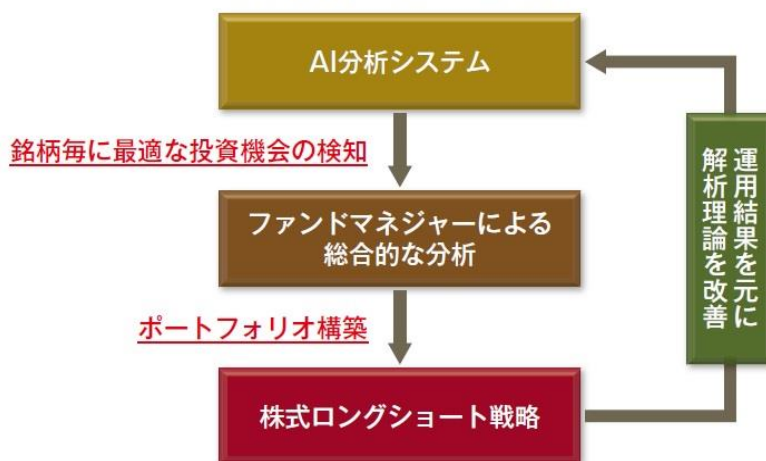 AI分析システム
銘柄毎に最適な投資機会の検知
ファンドマネジャーによる
総合的な分析
ポートフォリオ構築
株式ロングショート戦略
運用結果を元に
解析理論を改善